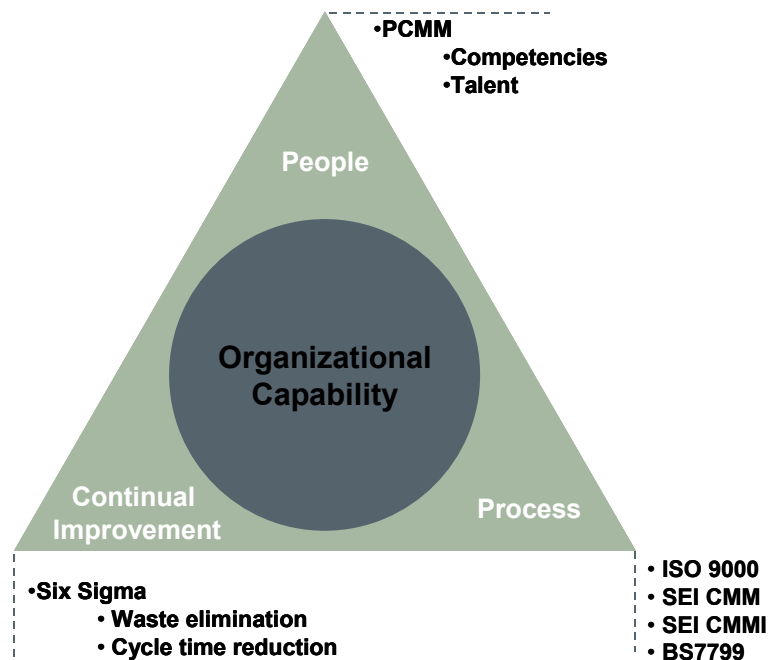 •PCMM
•Competencies
•Talent
People
Organizational
Capability
Continual
Improvement
Process
•Six Sigma
• Waste elimination
• Cycle time reduction
• ISO 9000
• SEI CMM
• SEI CMMI
• BS7799